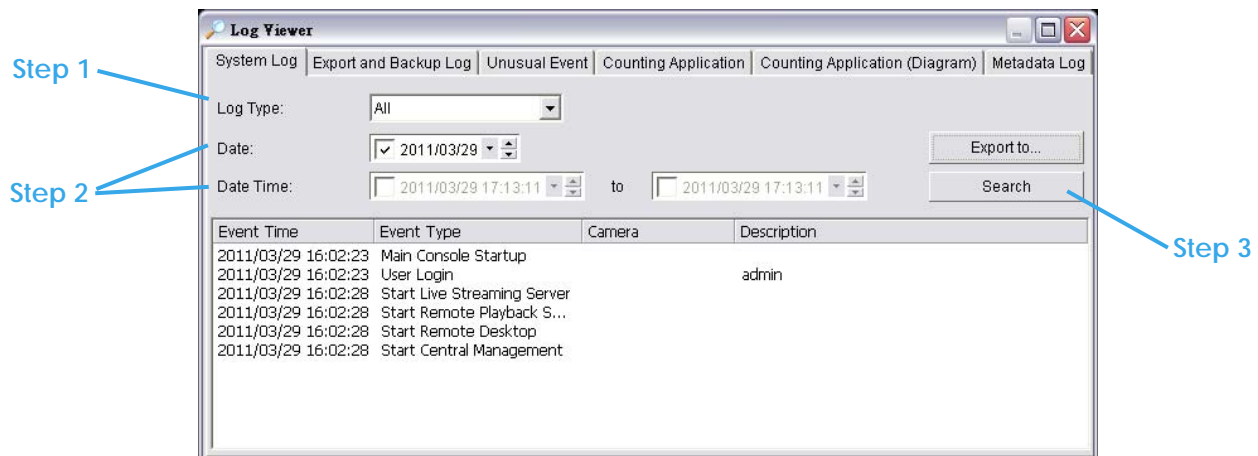 Log Viewer
System Log Export and Backup Log Unusual Event Counting Application Counting Application (Diagram) Metadata Log
Step 1
Log Type: All
Date: 2011/03/29 Export to...
Step 2
Date Time: 2011/03/29 17:13:11 to 2011/03/29 17:13:11 Search
Step 3
Event Time Event Type Camera Description
2011/03/29 16:02:23 Main Console Startup
2011/03/29 16:02:23 User Login admin
2011/03/29 16:02:28 Start Live Streaming Server
2011/03/29 16:02:28 Start Remote Playback S...
2011/03/29 16:02:28 Start Remote Desktop
2011/03/29 16:02:28 Start Central Management